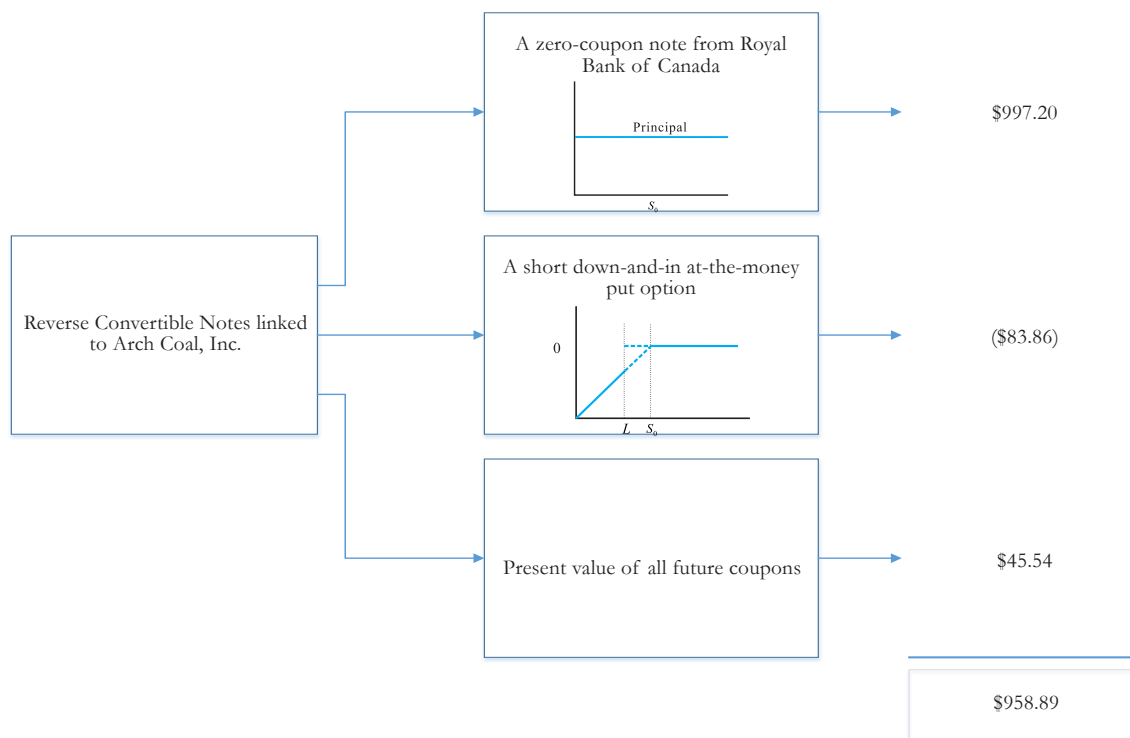 A zero-coupon note from Royal
Bank of Canada
Principal
S₀
$997.20
Reverse Convertible Notes linked
to Arch Coal, Inc.
A short down-and-in at-the-money
put option
0
L S₀
($83.86)
Present value of all future coupons
$45.54
$958.89